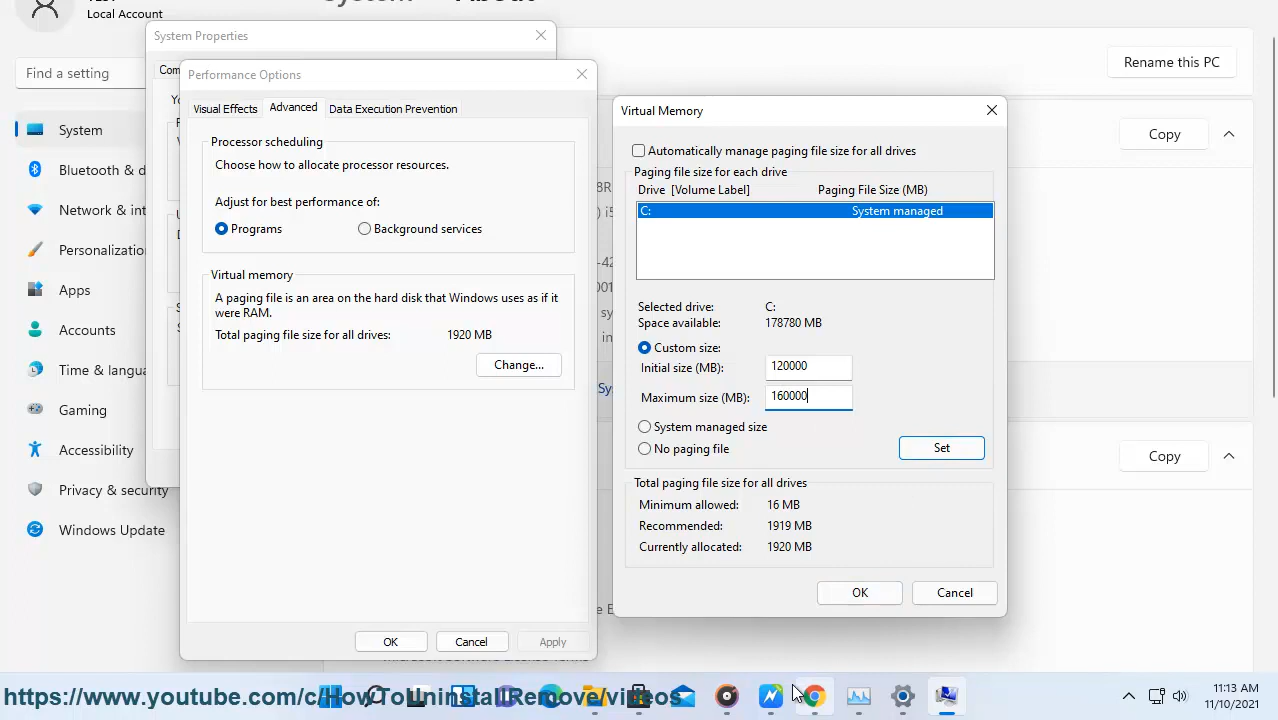 Local Account
System Properties
Find a setting
System
Bluetooth & d
Network & int
Personalizatio
Apps
Accounts
Time & langua
Gaming
Accessibility
Privacy & security
Windows Update
Com
Performance Options
Visual Effects
Advanced
Data Execution Prevention
Processor scheduling
Choose how to allocate processor resources.
Adjust for best performance of:
Programs
Background services
Virtual memory
A paging file is an area on the hard disk that Windows uses as if it
were RAM.
Total paging file size for all drives: 1920 MB
Change...
OK
Cancel
Apply
Virtual Memory
Automatically manage paging file size for all drives
Paging file size for each drive
Drive [Volume Label] Paging File Size (MB)
C: System managed
Selected drive: C:
Space available: 178780 MB
Custom size:
Initial size (MB): 120000
Maximum size (MB): 160000
System managed size
No paging file
Set
Total paging file size for all drives
Minimum allowed: 16 MB
Recommended: 1919 MB
Currently allocated: 1920 MB
OK
Cancel
Rename this PC
Copy
Copy
https://www.youtube.com/c/HowToUninstallRemove/videos
11:13 AM
11/10/2021